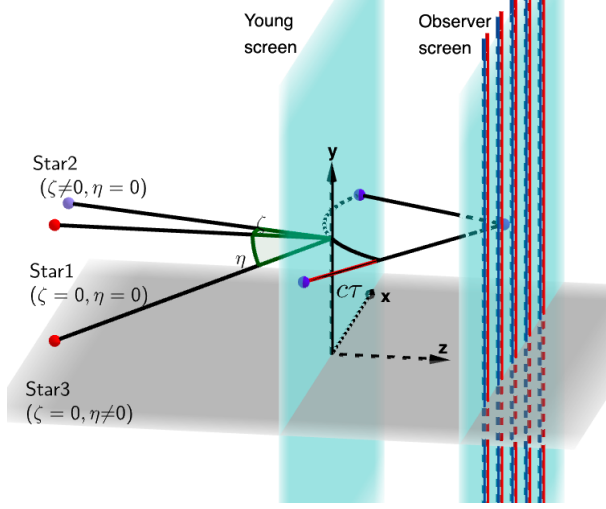 Young
screen
Observer
screen
y
Star2
(ζ≠0, η = 0)
ζ
η
Star1
(ζ = 0, η = 0)
cτ
x
z
Star3
(ζ = 0, η≠0)